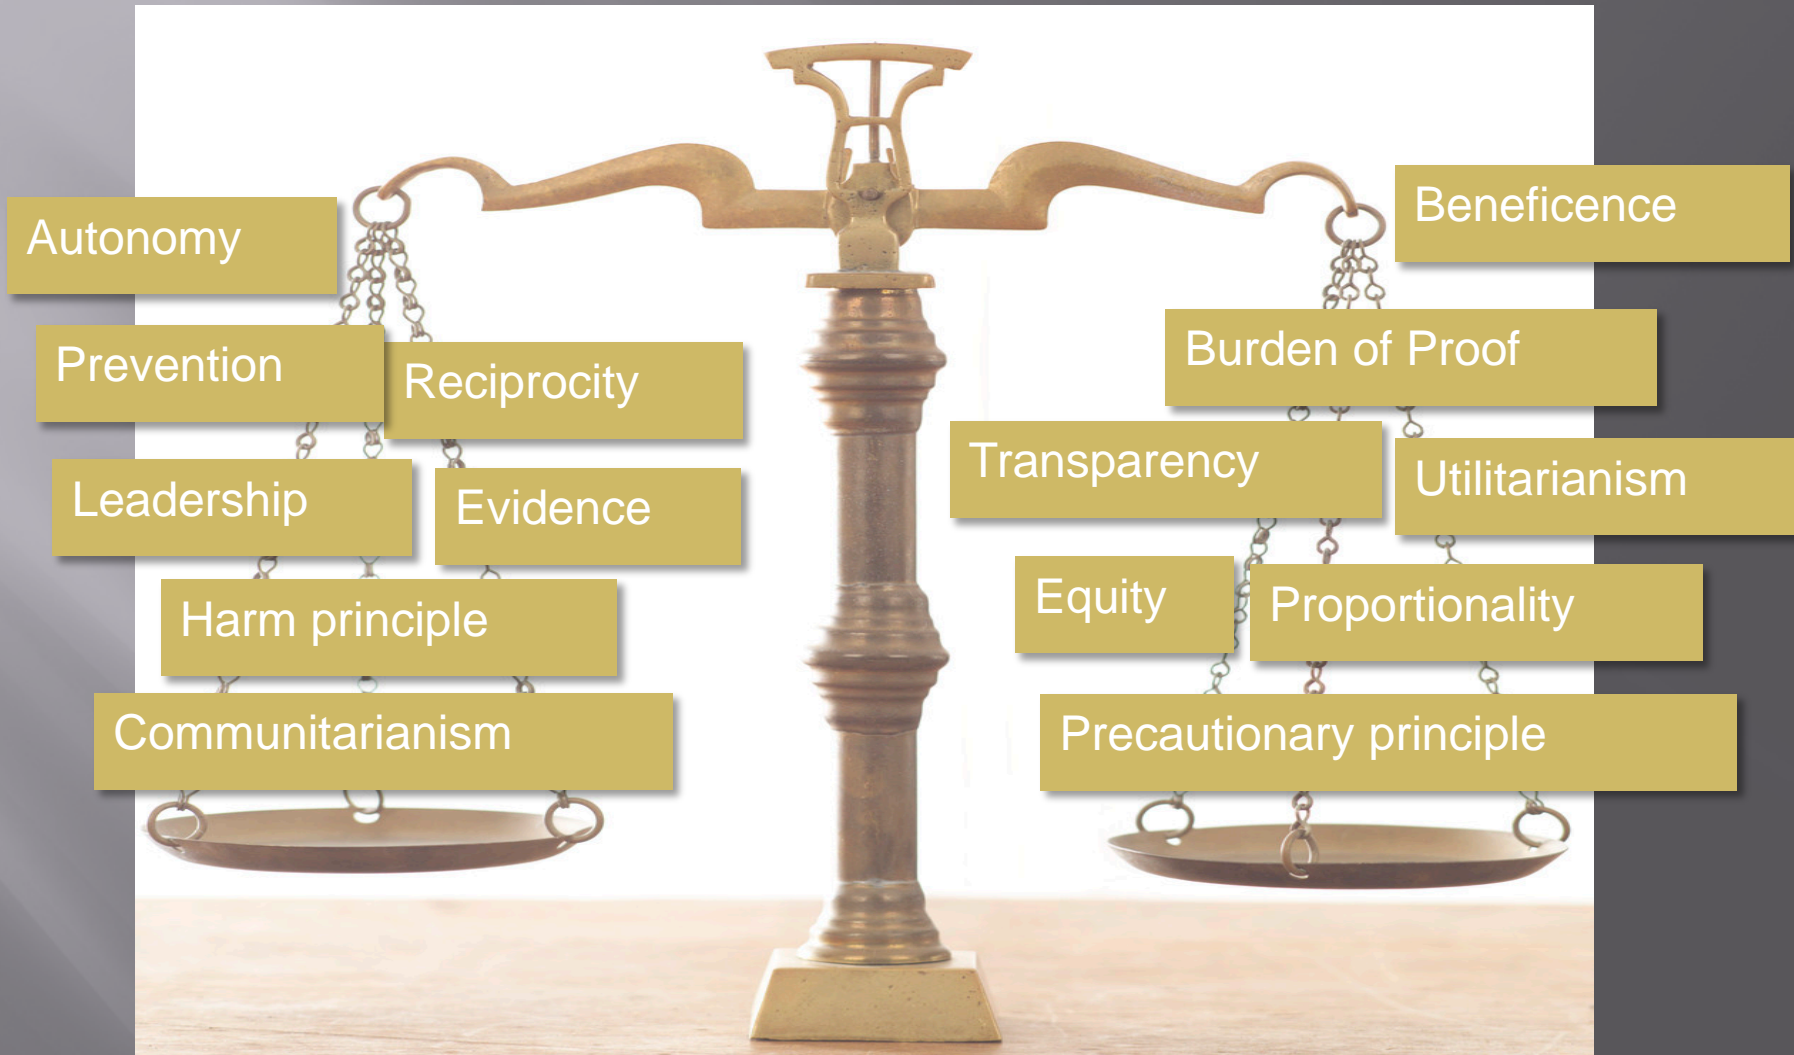 Autonomy
Prevention
Reciprocity
Leadership
Evidence
Harm principle
Communitarianism
Beneficence
Burden of Proof
Transparency
Utilitarianism
Equity
Proportionality
Precautionary principle